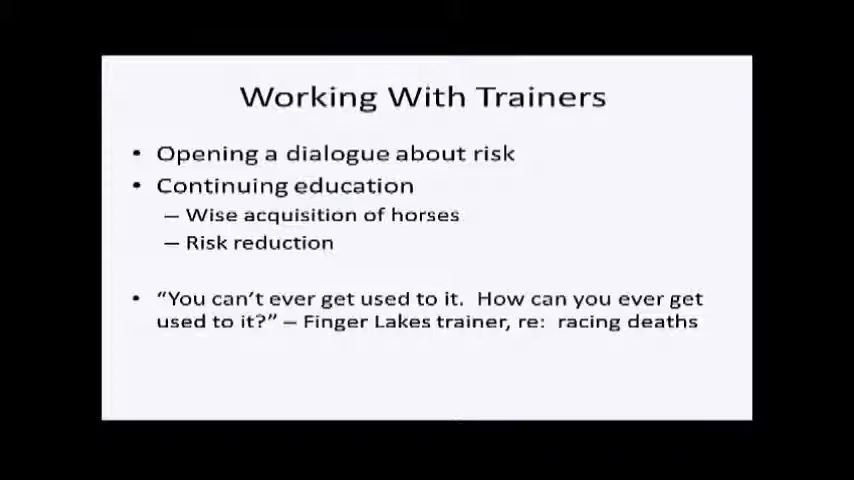 Working With Trainers
• Opening a dialogue about risk
• Continuing education
– Wise acquisition of horses
– Risk reduction
• “You can’t ever get used to it.  How can you ever get
used to it?” – Finger Lakes trainer, re:  racing deaths